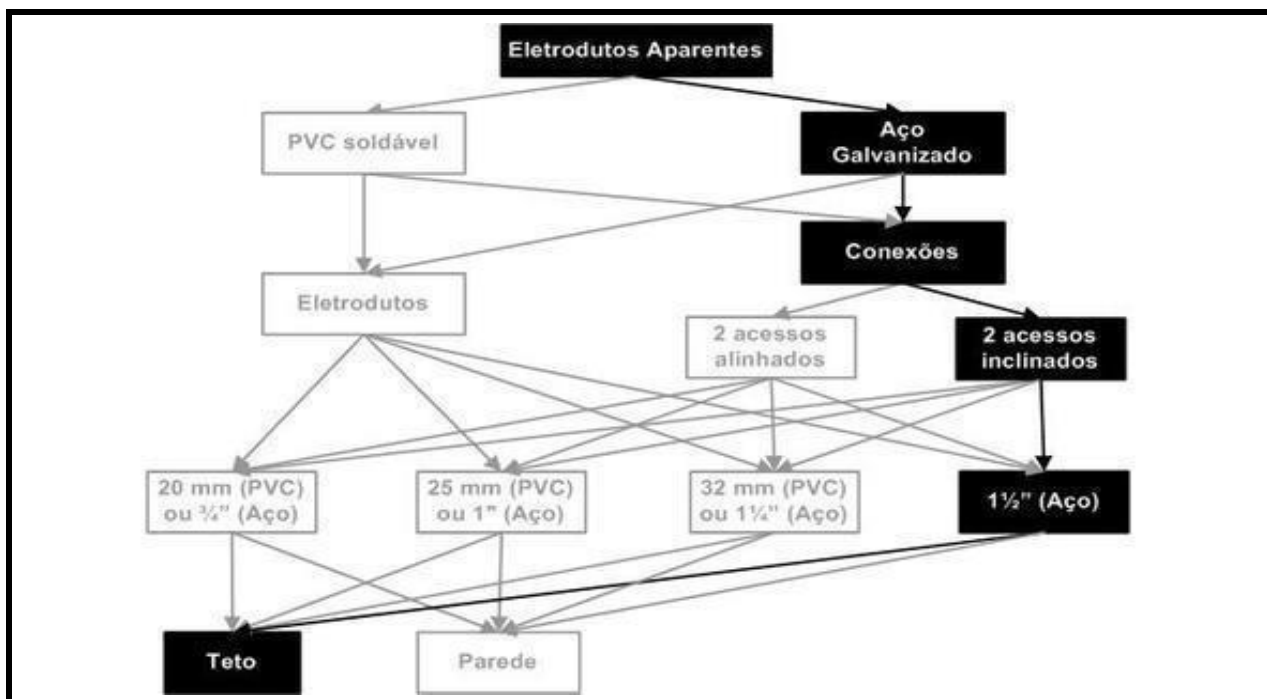 Eletrodutos Aparentes
PVC soldável
Aço
Galvanizado
Conexões
Eletrodutos
2 acessos
alinhados
2 acessos
inclinados
20 mm (PVC)
ou ¾” (Aço)
25 mm (PVC)
ou 1” (Aço)
32 mm (PVC)
ou 1¼” (Aço)
1½” (Aço)
Teto
Parede